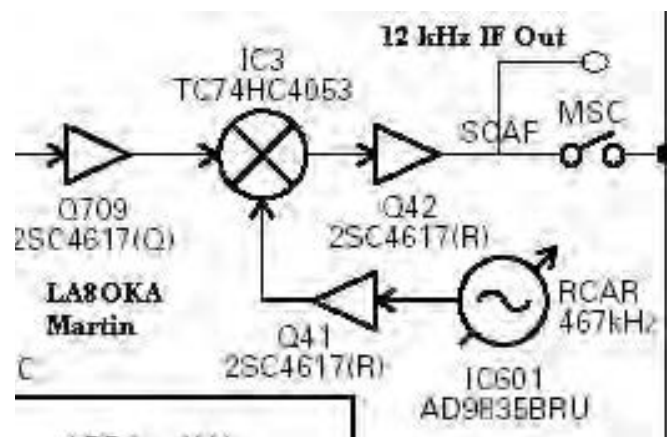 12 kHz IF Out
IC3
TC74HC4053
SCAF
MSC
Q709
2SC4617(Q)
Q42
2SC4617(R)
LA8OKA
Martin
RCAR
467kHz
Q41
2SC4617(R)
IC601
AD9835BRU
C